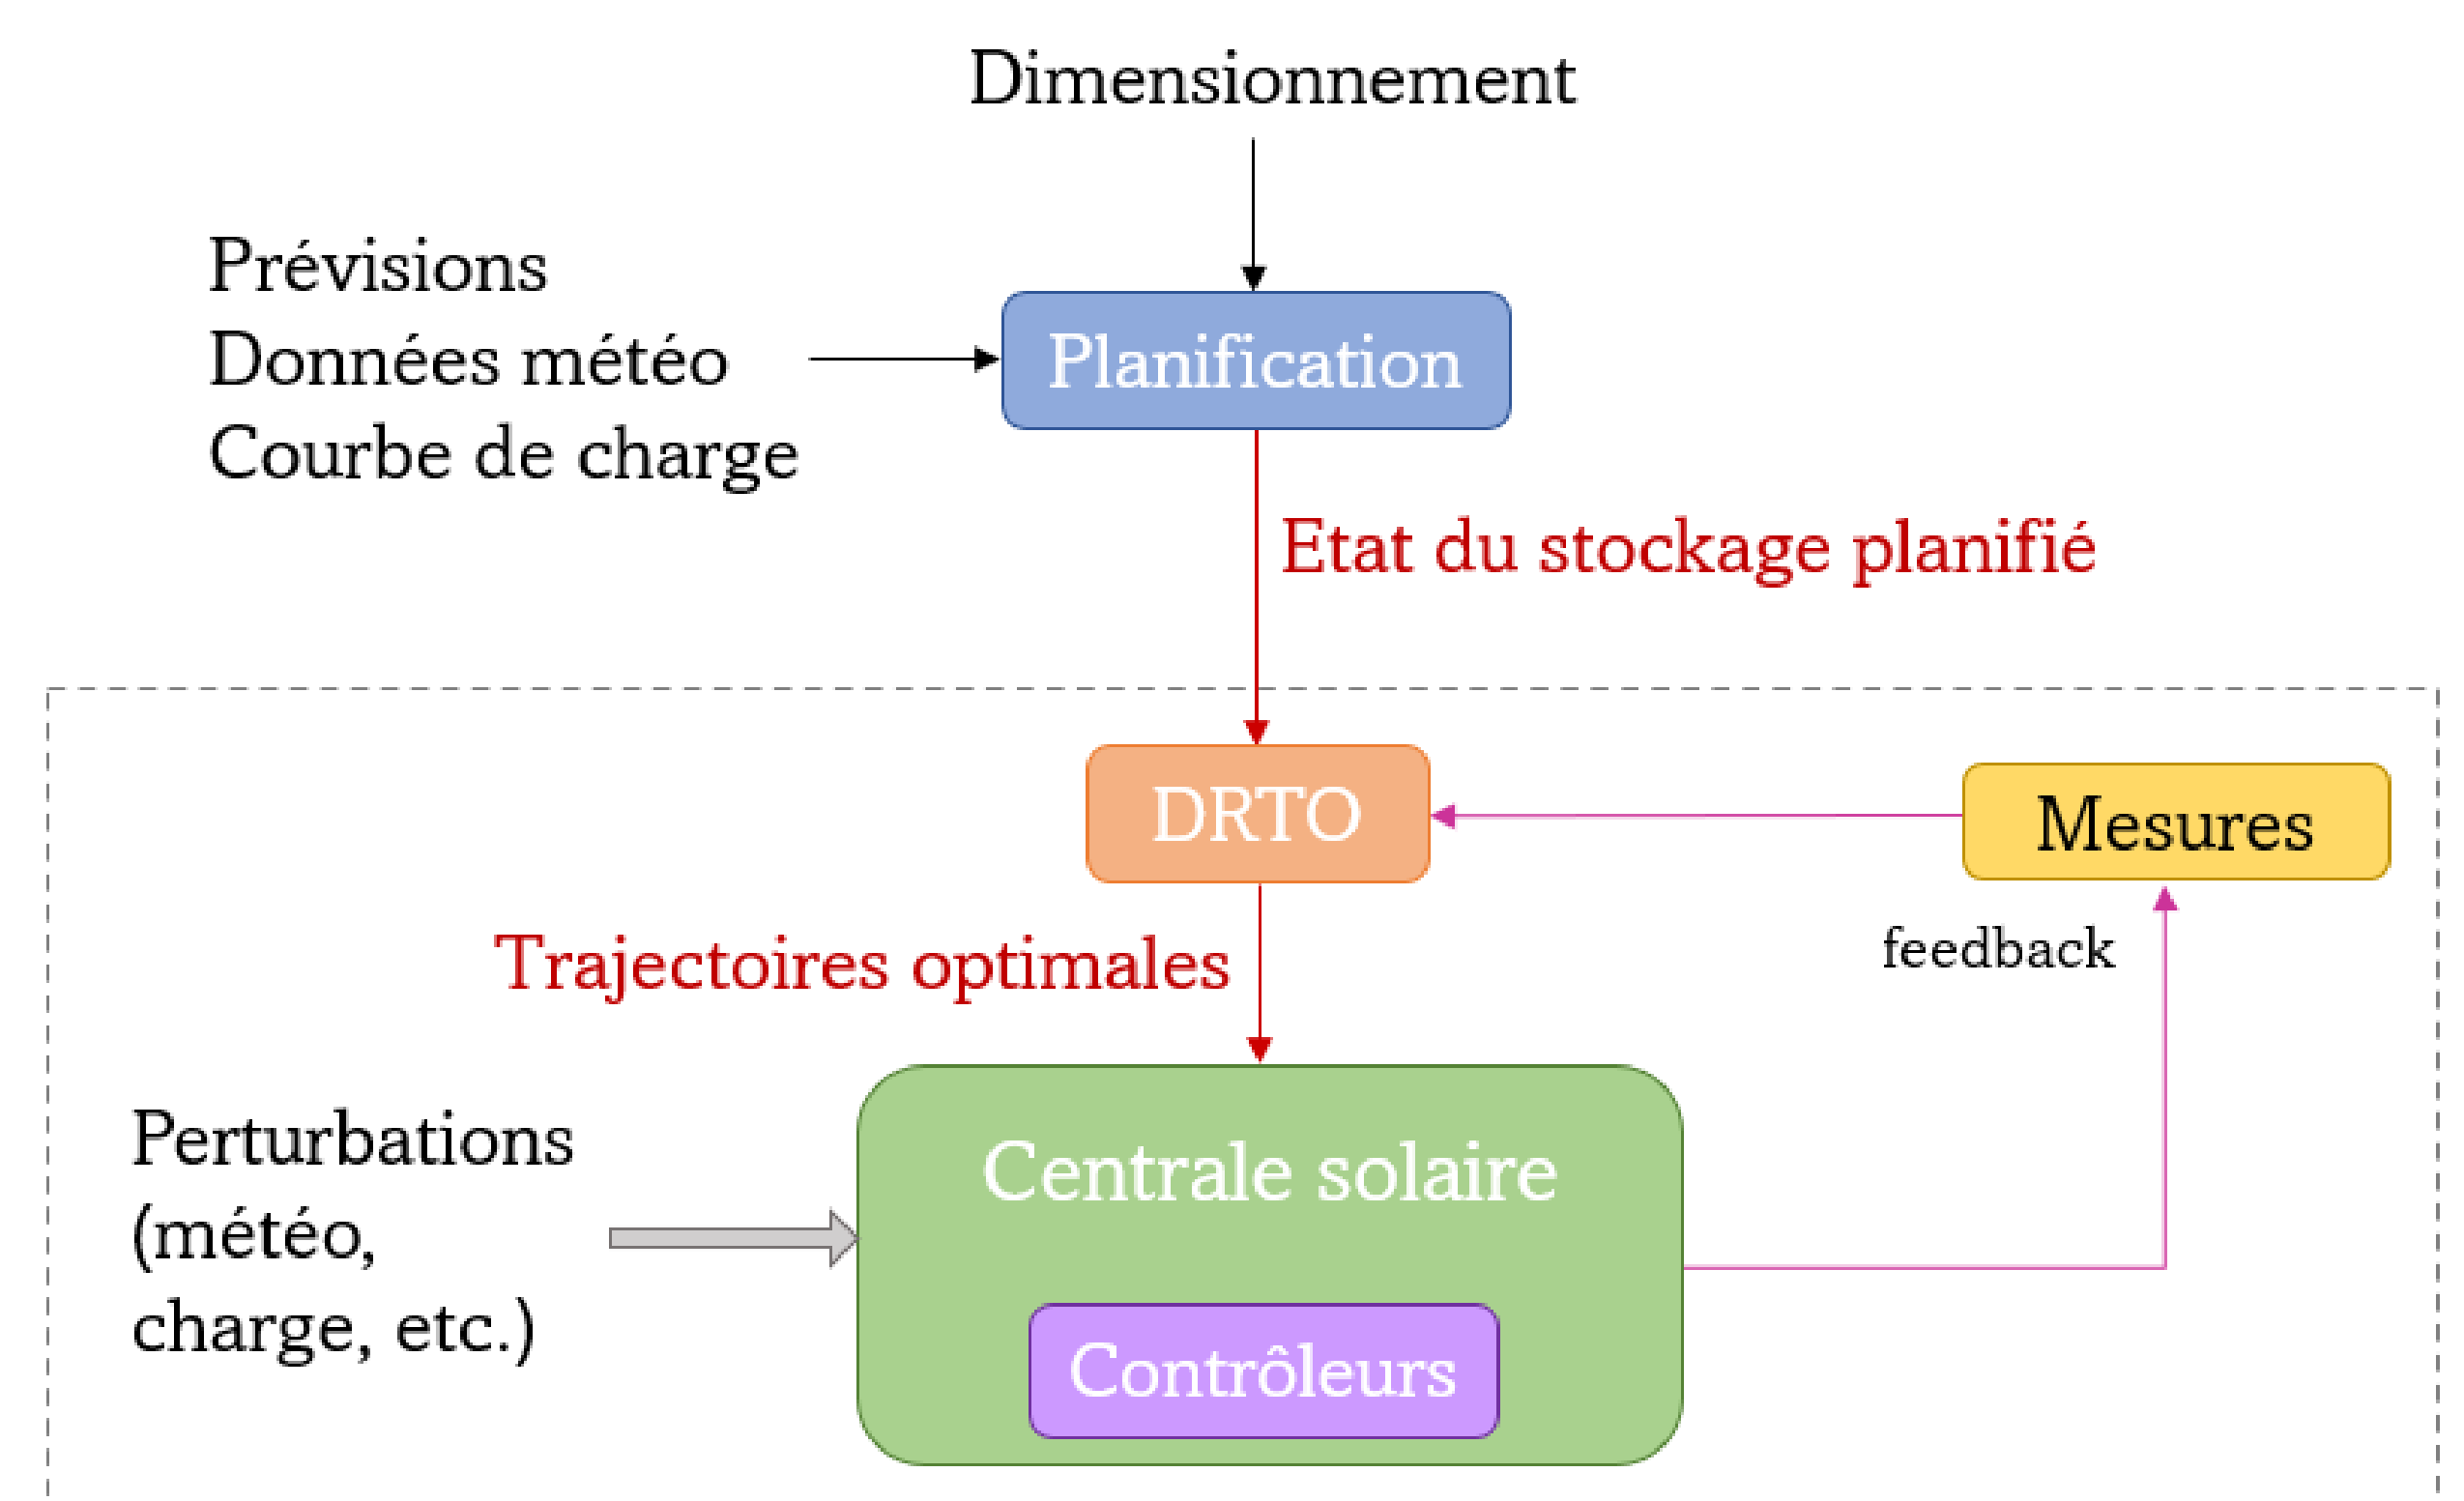 Dimensionnement
Prévisions
Données météo
Courbe de charge
Planification
Etat du stockage planifié
DRTO
Mesures
feedback
Trajectoires optimales
Perturbations
(météo,
charge, etc.)
Centrale solaire
Contrôleurs